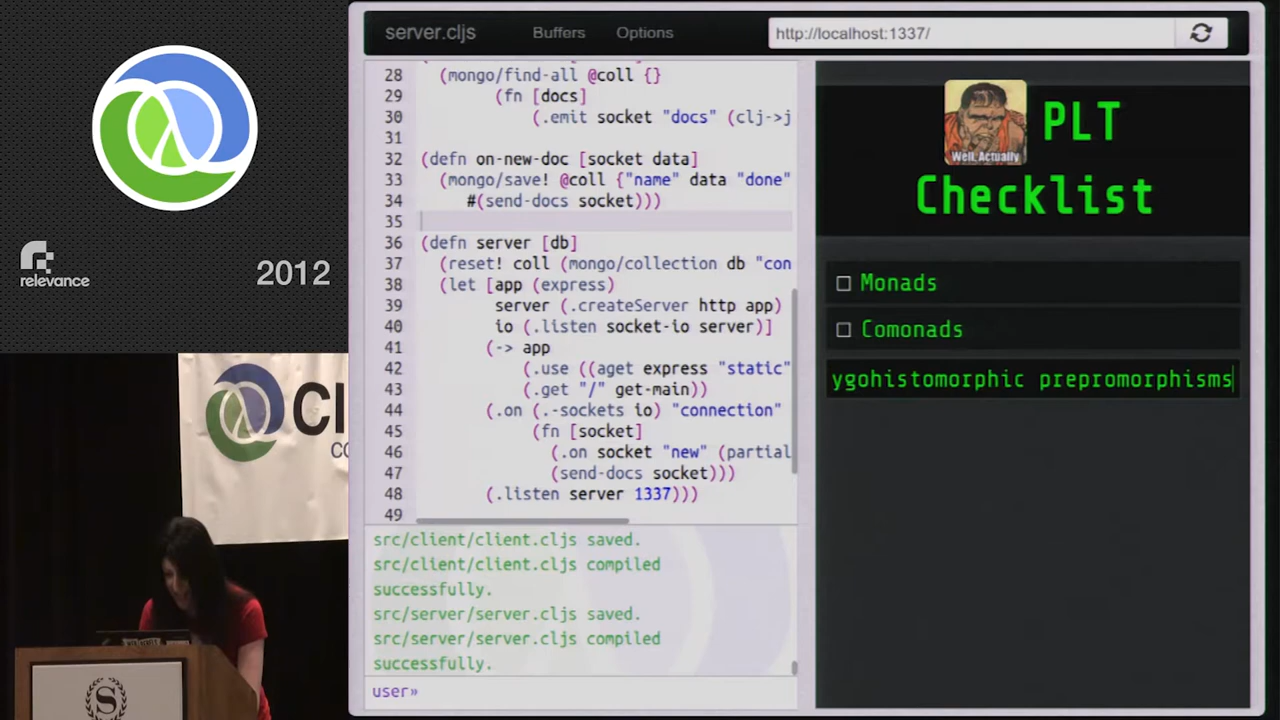 relevance
2012
Cl
CO
S
server.cljs
Buffers
Options
http://localhost:1337/
28 (mongo/find-all @coll {}
29 (fn [docs]
30 (.emit socket "docs" (clj->j
31
32 (defn on-new-doc [socket data]
33 (mongo/save! @coll {"name" data "done"
34 #(send-docs socket)))
35
36 (defn server [db]
37 (reset! coll (mongo/collection db "con
38 (let [app (express)
39 server (.createServer http app)
40 io (.listen socket-io server)]
41 (-> app
42 (.use ((aget express "static"
43 (.get "/" get-main))
44 (.on (.-sockets io) "connection"
45 (fn [socket]
46 (.on socket "new" (partial
47 (send-docs socket)))
48 (.listen server 1337)))
49
src/client/client.cljs saved.
src/client/client.cljs compiled
successfully.
src/server/server.cljs saved.
src/server/server.cljs compiled
successfully.
user»
Well, Actually
PLT
Checklist
Monads
Comonads
ygohistomorphic prepromorphisms